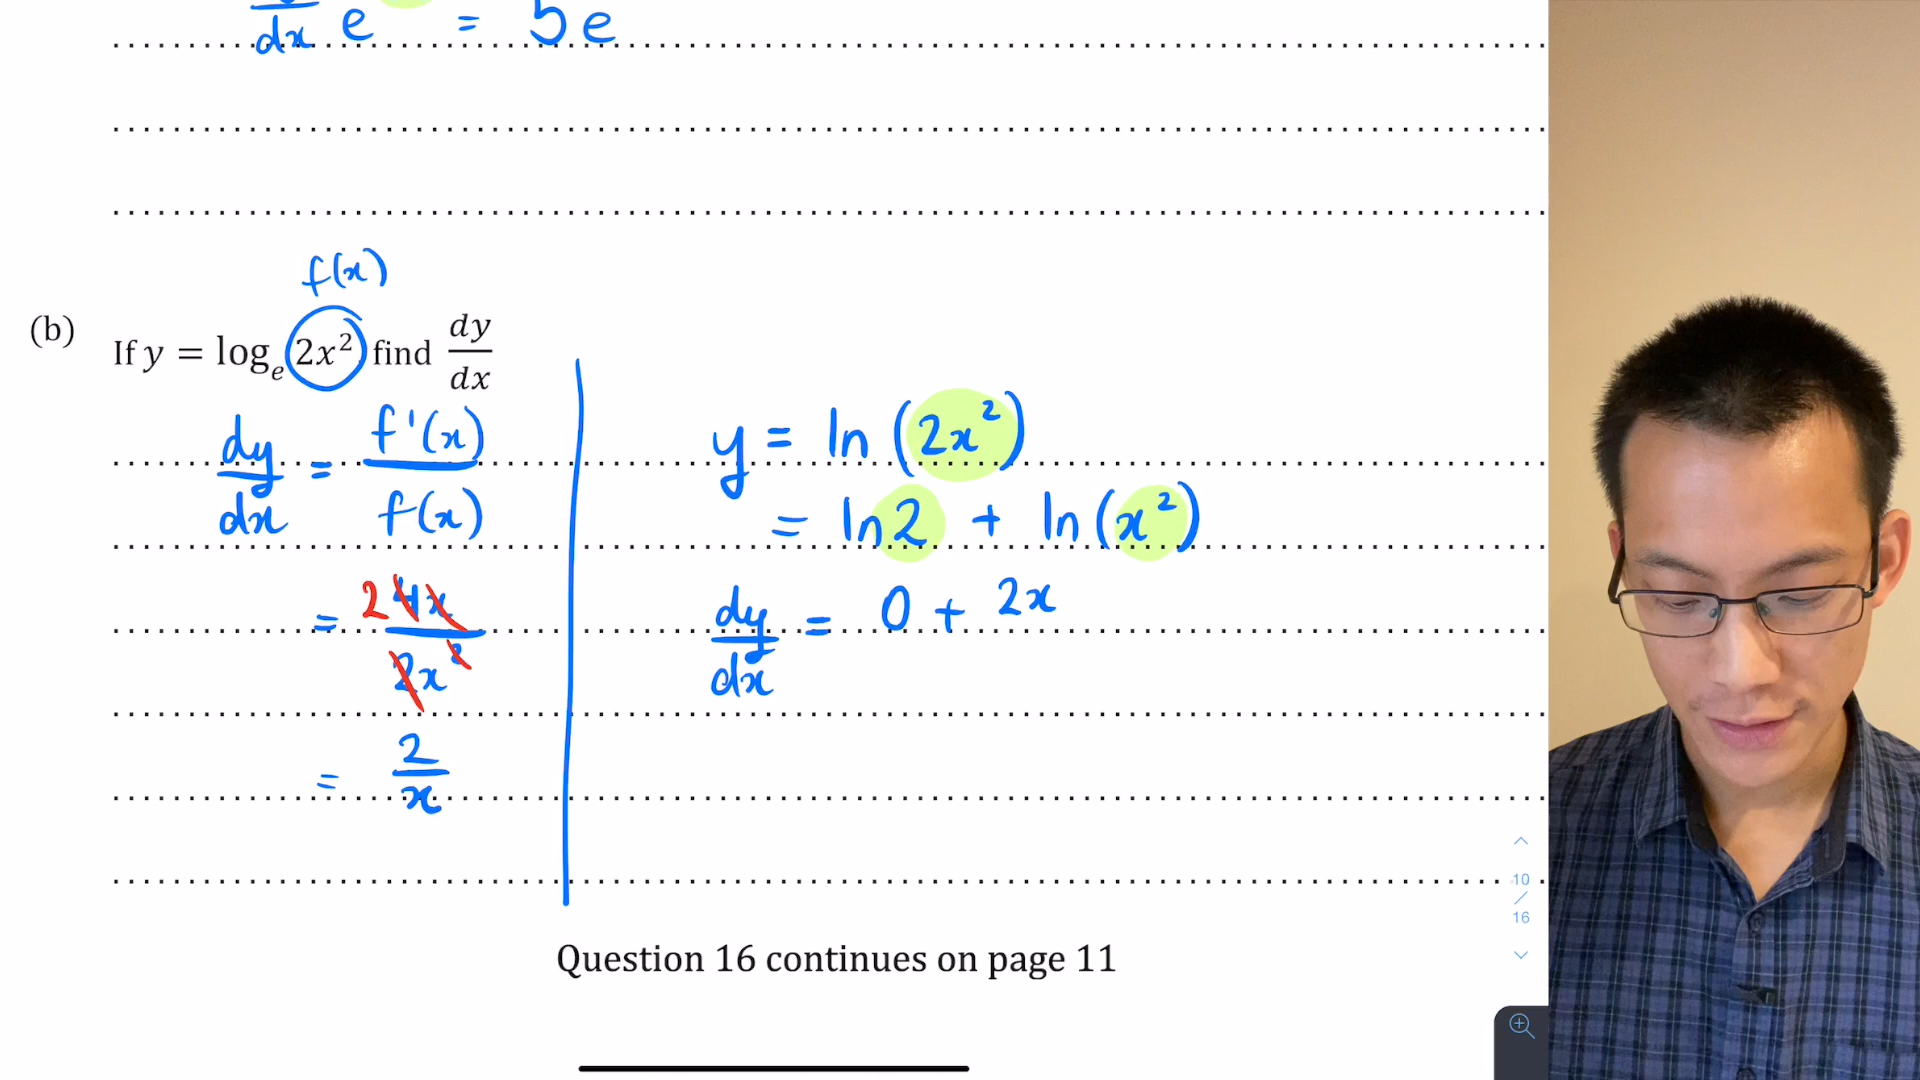 d/dx e = 5e
f(x)
(b) If y = logₑ(2x²) find dy/dx
dy/dx = f'(x)/f(x)
= 2 4x/2x²
= 2/x
y = ln (2x²)
= ln2 + ln (x²)
dy/dx = 0 + 2x
10
/
16
Question 16 continues on page 11